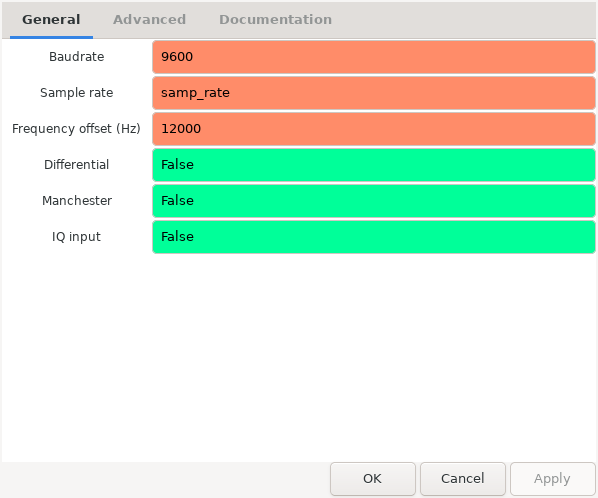 General Advanced Documentation
Baudrate 9600
Sample rate samp_rate
Frequency offset (Hz) 12000
Differential False
Manchester False
IQ input False
OK Cancel Apply